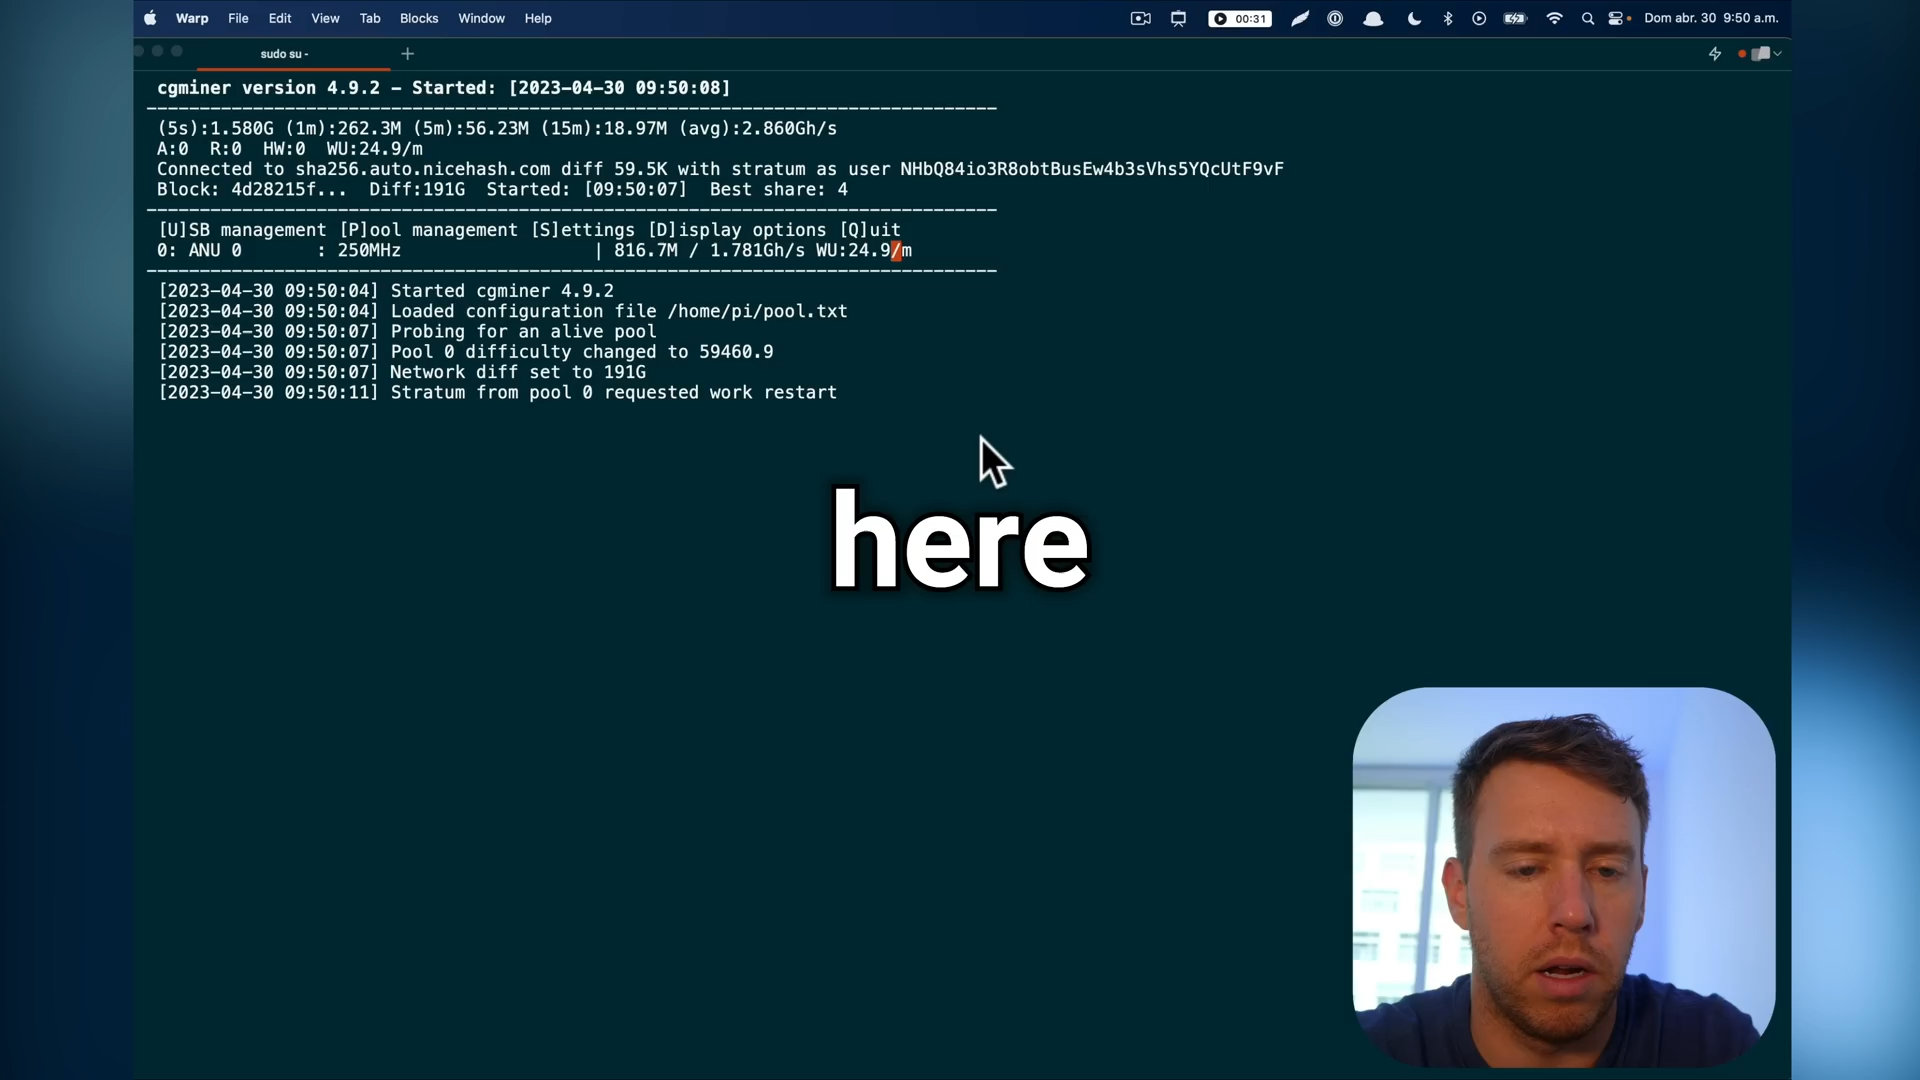 Warp File Edit View Tab Blocks Window Help 00:31 Dom abr. 30 9:50 a.m.
sudo su -
cgminer version 4.9.2 - Started: [2023-04-30 09:50:08]
(5s):1.580G (1m):262.3M (5m):56.23M (15m):18.97M (avg):2.860Gh/s
A:0 R:0 HW:0 WU:24.9/m
Connected to sha256.auto.nicehash.com diff 59.5K with stratum as user NHbQ84io3R8obtBusEw4b3sVhs5YQcUtF9vF
Block: 4d28215f... Diff:191G Started: [09:50:07] Best share: 4
[U]SB management [P]ool management [S]ettings [D]isplay options [Q]uit
0: ANU 0 : 250MHz | 816.7M / 1.781Gh/s WU:24.9/m
[2023-04-30 09:50:04] Started cgminer 4.9.2
[2023-04-30 09:50:04] Loaded configuration file /home/pi/pool.txt
[2023-04-30 09:50:07] Probing for an alive pool
[2023-04-30 09:50:07] Pool 0 difficulty changed to 59460.9
[2023-04-30 09:50:07] Network diff set to 191G
[2023-04-30 09:50:11] Stratum from pool 0 requested work restart
here